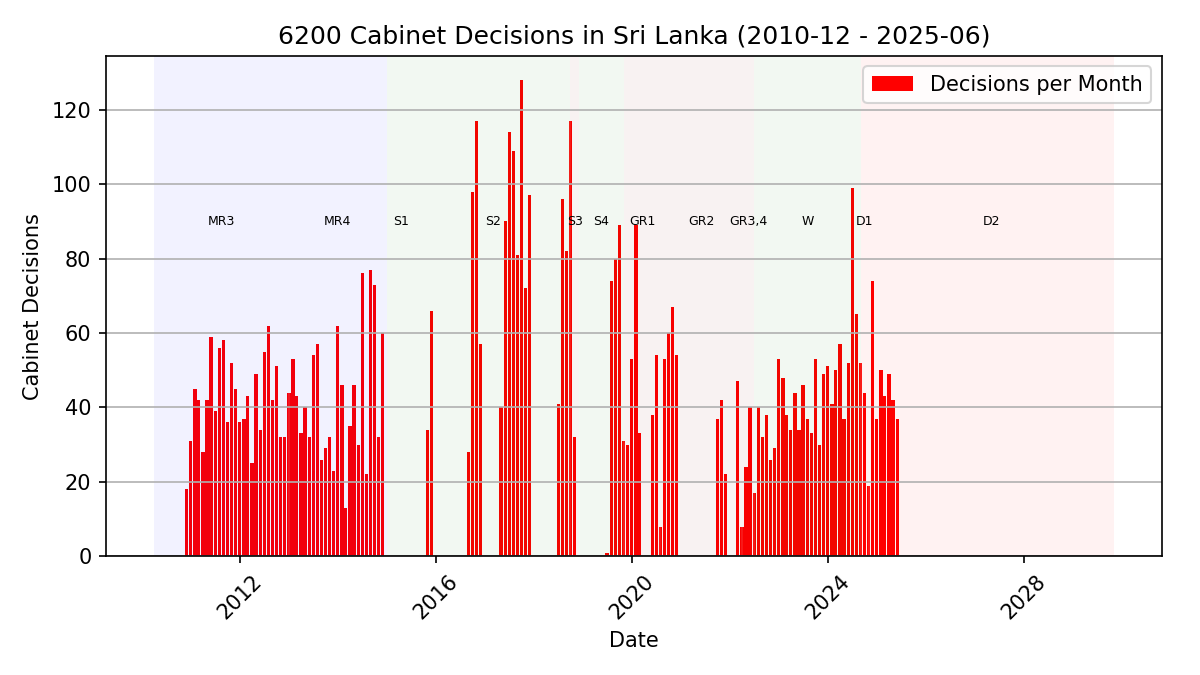 6200 Cabinet Decisions in Sri Lanka (2010-12 - 2025-06)
Decisions per Month
120
100
80
60
40
20
0
Cabinet Decisions
MR3 MR4 S1 S2 S3 S4 GR1 GR2 GR3,4 W D1 D2
2012 2016 2020 2024 2028
Date